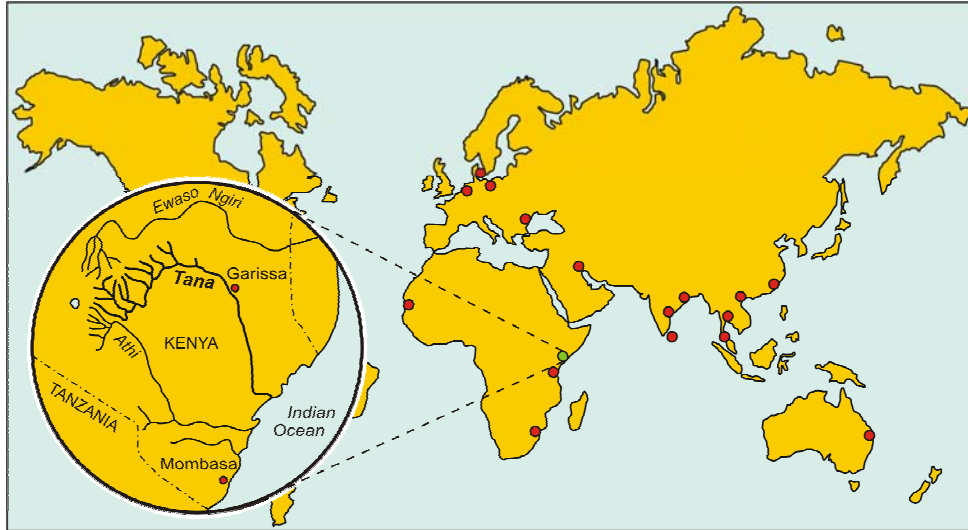 Ewaso Ngiri
Tana
Garissa
Athi
KENYA
TANZANIA
Indian
Ocean
Mombasa